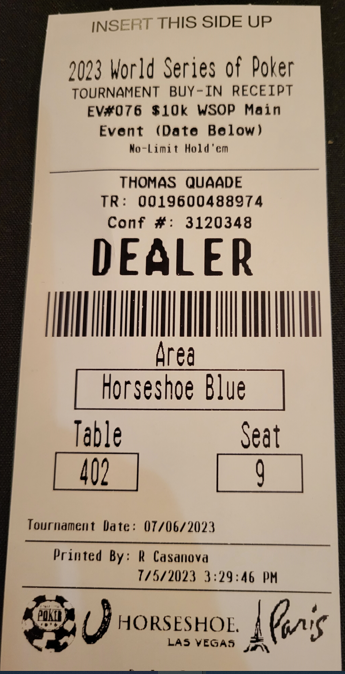 INSERT THIS SIDE UP
2023 World Series of Poker
TOURNAMENT BUY-IN RECEIPT
EV#076 $10k WSOP Main
Event (Date Below)
No-Limit Hold'em
THOMAS QUAADE
TR: 0019600488974
Conf #: 3120348
DEALER
Area
Horseshoe Blue
Table Seat
402 9
Tournament Date: 07/06/2023
Printed By: R Casanova
7/5/2023 3:29:46 PM
POKER HORSESHOE. Paris
LAS VEGAS